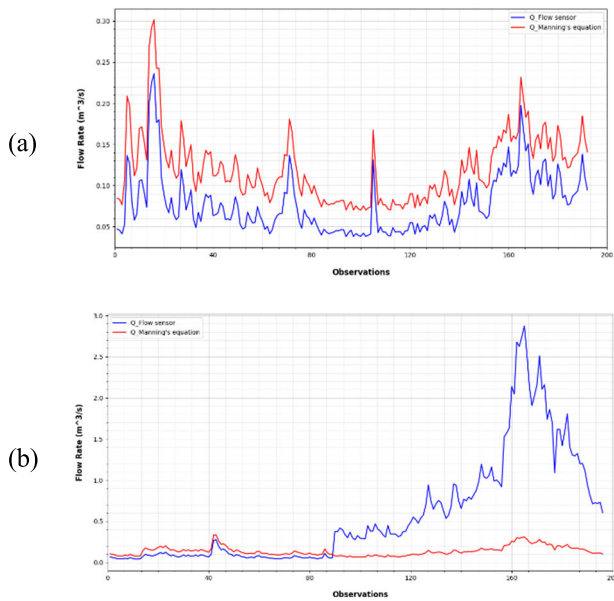 (a)
Flow Rate (m^3/s)
0.30
0.25
0.20
0.15
0.10
0.05
Q_Flow sensor
Q_Manning's equation
0
40
80
120
160
200
Observations
(b)
Flow Rate (m^3/s)
3.0
2.5
2.0
1.5
1.0
0.5
0.0
Q_Flow sensor
Q_Manning's equation
0
40
80
120
160
200
Observations